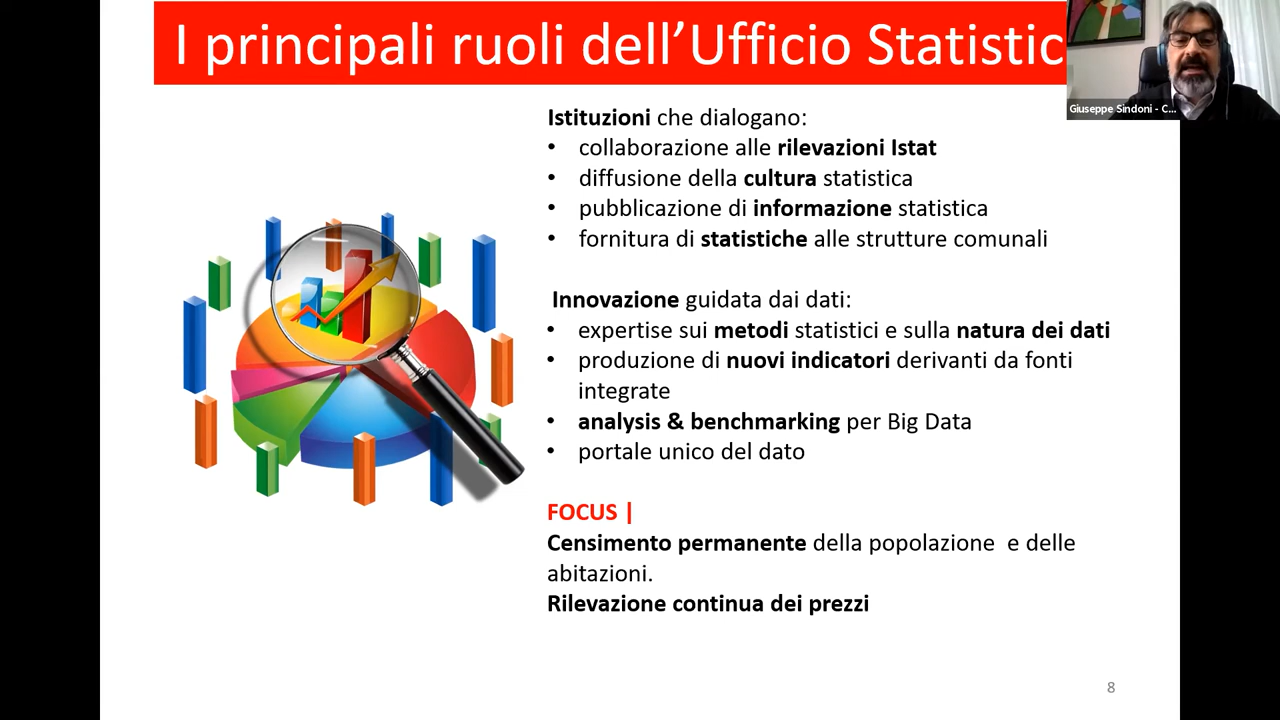 I principali ruoli dell'Ufficio Statistic
Giuseppe Sindoni - C...
Istituzioni che dialogano:
• collaborazione alle rilevazioni Istat
• diffusione della cultura statistica
• pubblicazione di informazione statistica
• fornitura di statistiche alle strutture comunali
Innovazione guidata dai dati:
• expertise sui metodi statistici e sulla natura dei dati
• produzione di nuovi indicatori derivanti da fonti
integrate
• analysis & benchmarking per Big Data
• portale unico del dato
FOCUS |
Censimento permanente della popolazione e delle
abitazioni.
Rilevazione continua dei prezzi
8